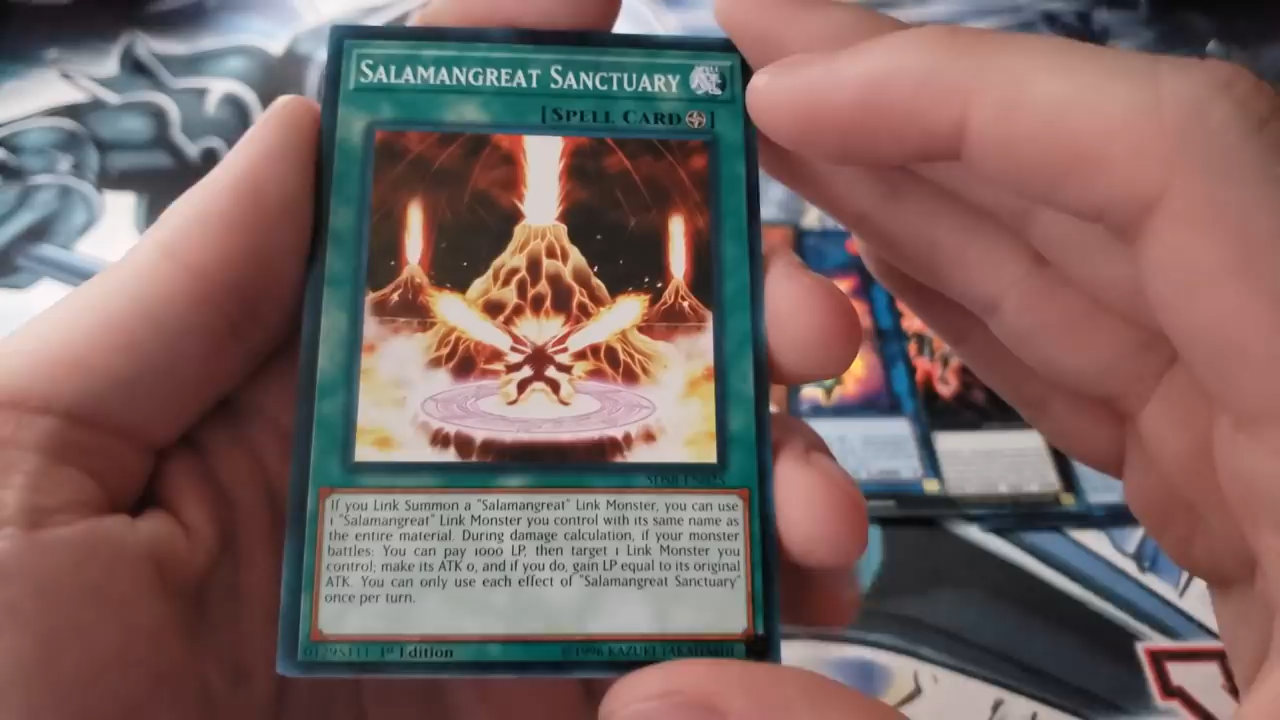 SALAMANGREAT SANCTUARY
[SPELL CARD]
If you Link Summon a "Salamangreat" Link Monster, you can use
1 "Salamangreat" Link Monster you control with its same name as
the entire material. During damage calculation, if your monster
battles: You can pay 1000 LP, then target 1 Link Monster you
control; make its ATK 0, and if you do, gain LP equal to its original
ATK. You can only use each effect of "Salamangreat Sanctuary"
once per turn.
1st Edition
©1996 KAZUKI TAKAHASHI